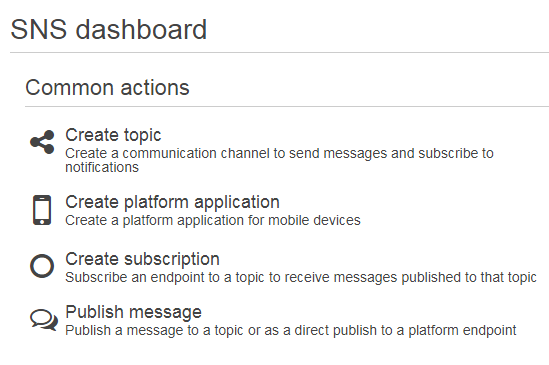 SNS dashboard
Common actions
Create topic
Create a communication channel to send messages and subscribe to
notifications
Create platform application
Create a platform application for mobile devices
Create subscription
Subscribe an endpoint to a topic to receive messages published to that topic
Publish message
Publish a message to a topic or as a direct publish to a platform endpoint